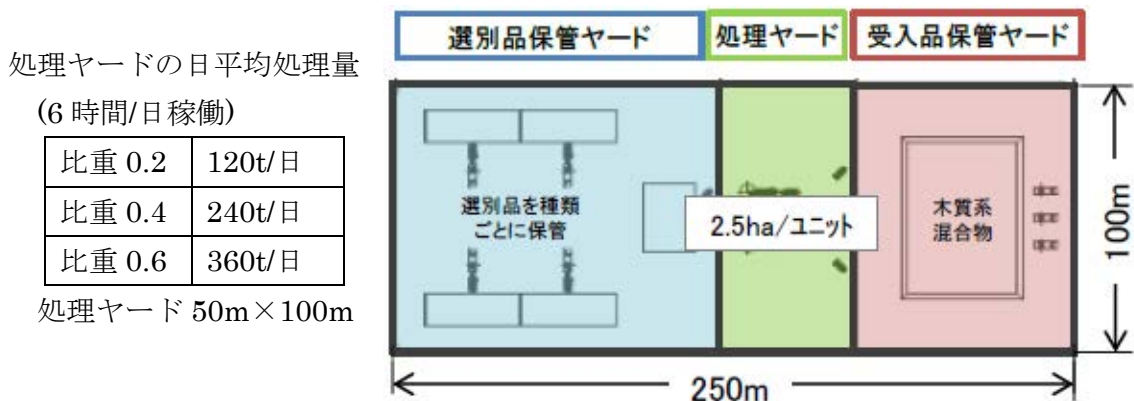 処理ヤードの日平均処理量
(6 時間/日稼働)
比重 0.2 120t/日
比重 0.4 240t/日
比重 0.6 360t/日
処理ヤード 50m×100m
選別品保管ヤード 処理ヤード 受入品保管ヤード
選別品を種類
ごとに保管
2.5ha/ユニット
木質系
混合物
100m
250m